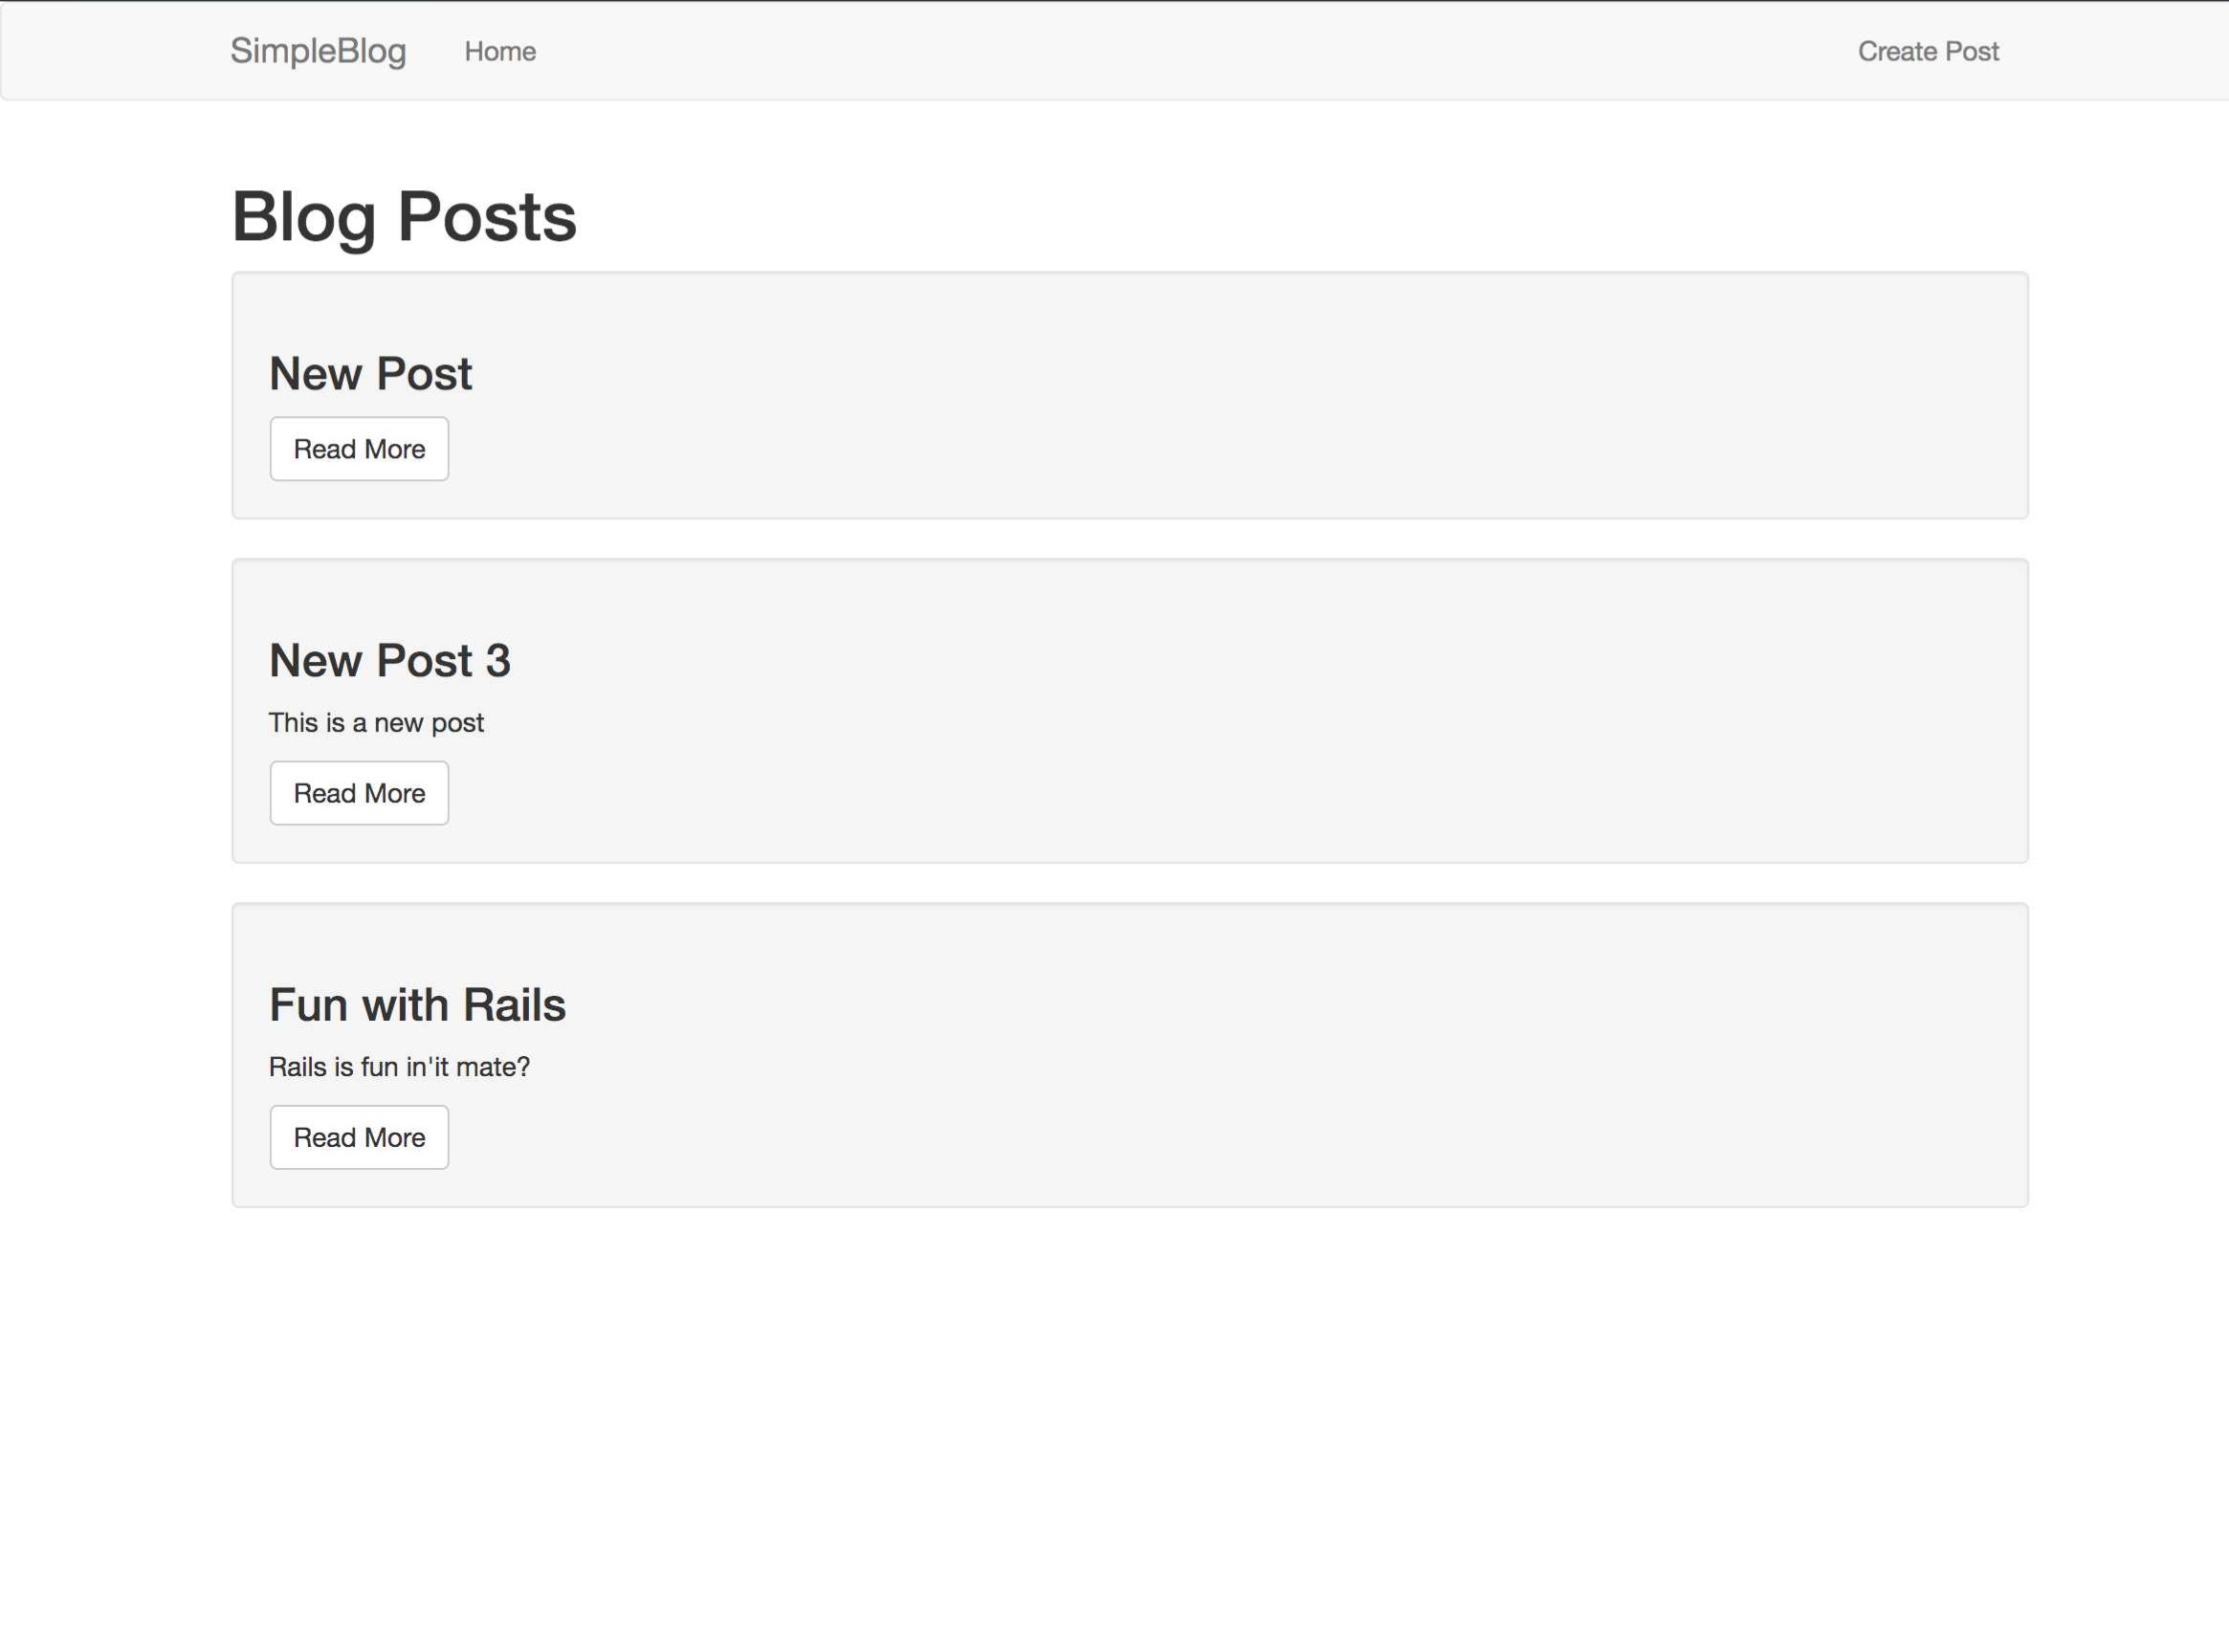 SimpleBlog Home Create Post
Blog Posts
New Post
Read More
New Post 3
This is a new post
Read More
Fun with Rails
Rails is fun in'it mate?
Read More